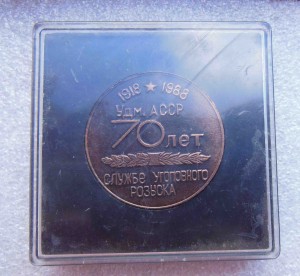 1918 ★ 1988
УДМ. АССР
70 лет
СЛУЖБЕ УГОЛОВНОГО
РОЗЫСКА